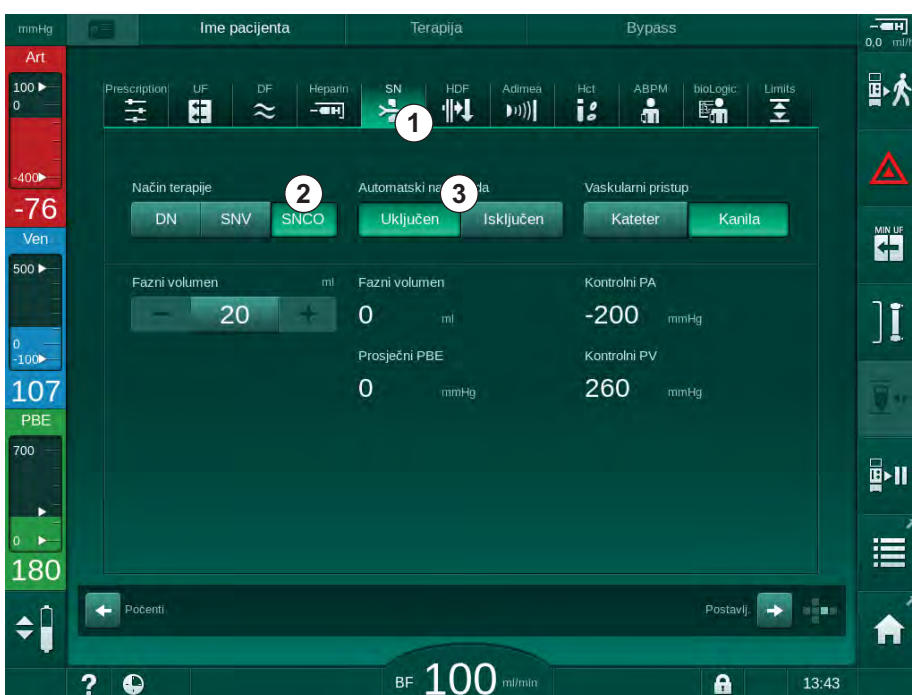 mmHg
Ime pacijenta
Terapija
Bypass
0,0 ml/h
Art
100
0
-400
-76
Ven
500
0
-100
107
PBE
700
0
180
Prescription UF DF Heparin SN HDF Adimea Hct ABPM bioLogic Limits
1
Način terapije
2
Automatski
3
Vaskularni pristup
DN SNV SNCO
Uključen Isključen
Kateter Kanila
Fazni volumen ml
20
Fazni volumen
0 ml
Kontrolni PA
-200 mmHg
Prosječni PBE
0 mmHg
Kontrolni PV
260 mmHg
MIN UF
Počenti
Postavlj.
?
BF 100 ml/min
13:43